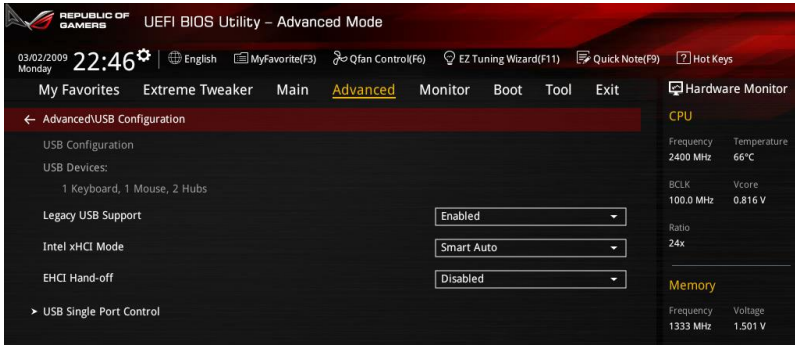 REPUBLIC OF
GAMERS
UEFI BIOS Utility – Advanced Mode
03/02/2009
Monday
22:46
English
MyFavorite(F3)
Qfan Control(F6)
EZ Tuning Wizard(F11)
Quick Note(F9)
? Hot Keys
My Favorites Extreme Tweaker Main Advanced Monitor Boot Tool Exit
Hardware Monitor
← Advanced\USB Configuration
USB Configuration
USB Devices:
1 Keyboard, 1 Mouse, 2 Hubs
Legacy USB Support Enabled
Intel xHCI Mode Smart Auto
EHCI Hand-off Disabled
➤ USB Single Port Control
CPU
Frequency Temperature
2400 MHz 66°C
BCLK Vcore
100.0 MHz 0.816 V
Ratio
24x
Memory
Frequency Voltage
1333 MHz 1.501 V